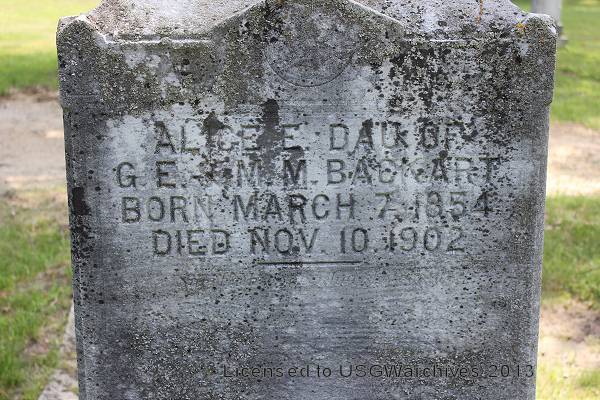 ALICE E. DAU. OF
G. E. & M. M. BACKART
BORN MARCH 7, 1854
DIED NOV. 10. 1902
Licensed to USGWarchives 2013